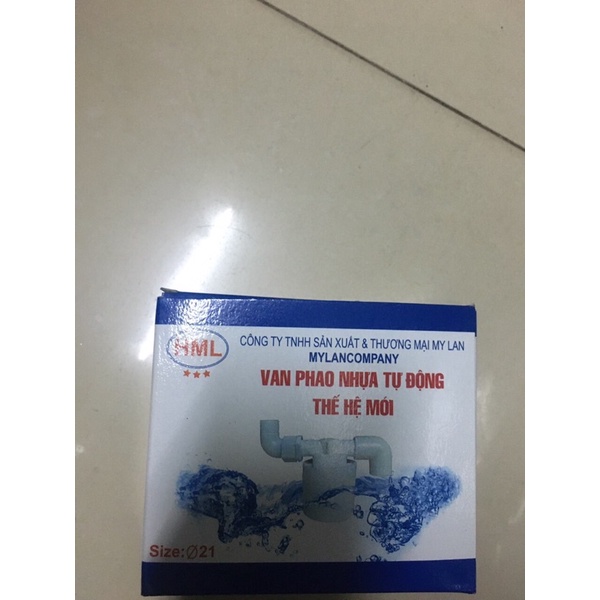 HML
CÔNG TY TNHH SẢN XUẤT & THƯƠNG MẠI MY LAN
MYLANCOMPANY
VAN PHAO NHỰA TỰ ĐỘNG
THẾ HỆ MỚI
Size:Ø21